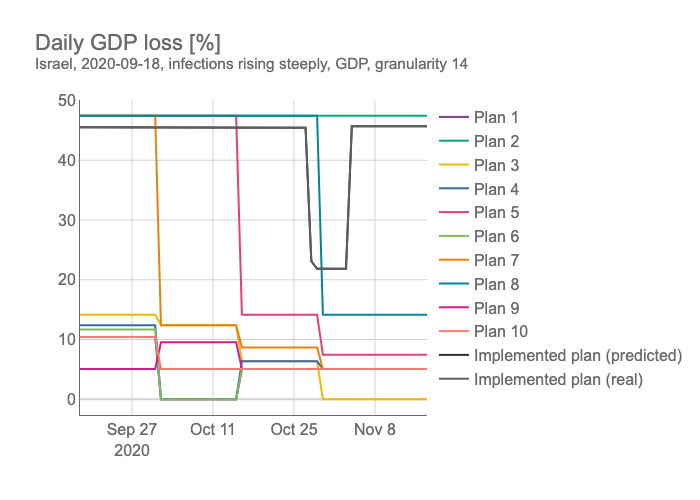 Daily GDP loss [%]
Israel, 2020-09-18, infections rising steeply, GDP, granularity 14
50
40
30
20
10
0
Sep 27
2020
Oct 11
Oct 25
Nov 8
Plan 1
Plan 2
Plan 3
Plan 4
Plan 5
Plan 6
Plan 7
Plan 8
Plan 9
Plan 10
Implemented plan (predicted)
Implemented plan (real)